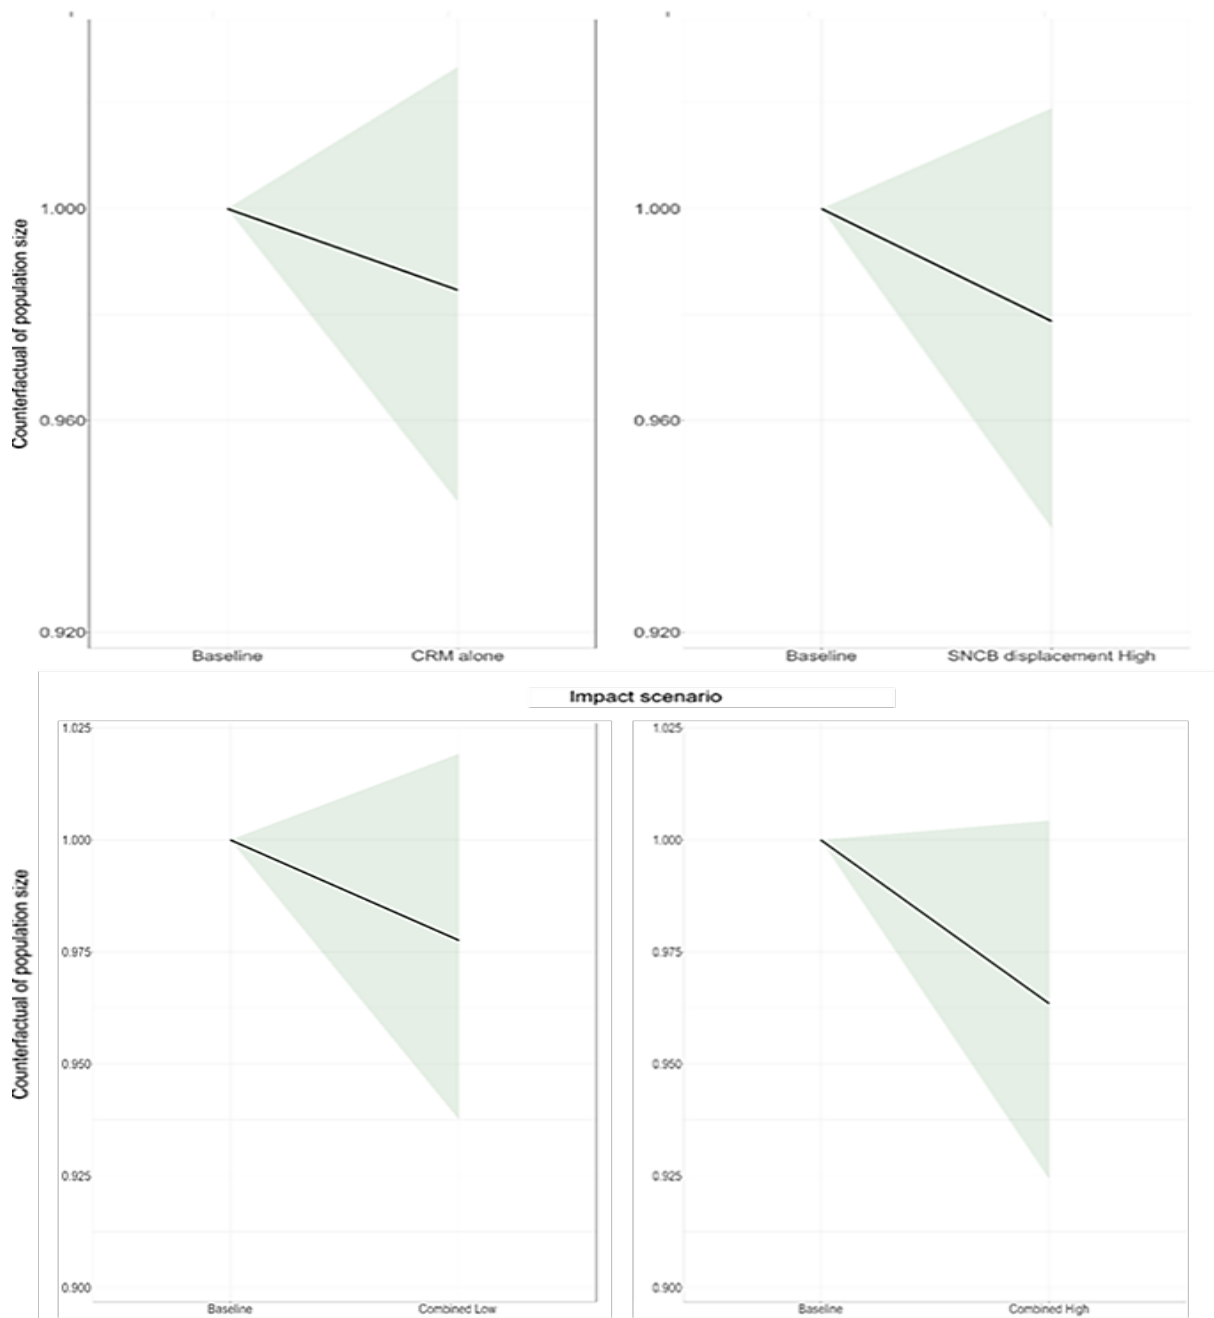 Counterfactual of population size
1.000
0.960
0.920
Baseline CRM alone
1.000
0.960
0.920
Baseline SNCB displacement High
Impact scenario
Counterfactual of population size
1.025
1.000
0.975
0.950
0.925
0.900
Baseline Combined Low
1.025
1.000
0.975
0.950
0.925
0.900
Baseline Combined High